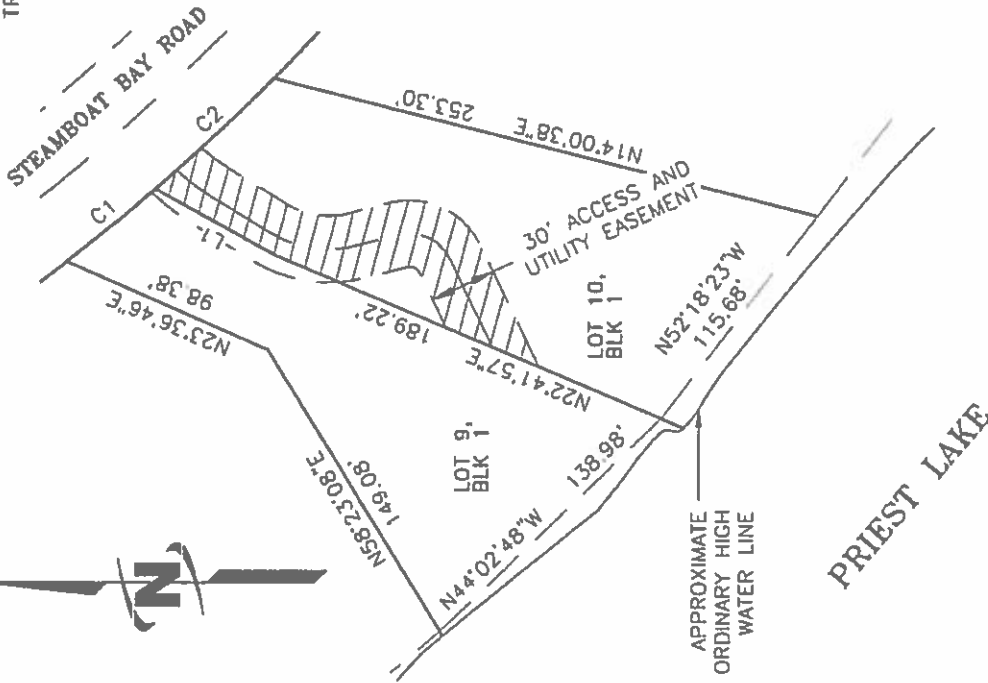 TR
STEAMBOAT BAY ROAD
C1
C2
-L1-
253.30'
N14°00'38"E
30' ACCESS AND
UTILITY EASEMENT
N23°36'46"E
98.38'
189.22'
N22°41'57"E
LOT 10,
BLK 1
N52°18'23"W
115.68'
N58°23'08"E
149.08'
LOT 9,
BLK 1
N44°02'48"W
138.98'
N
APPROXIMATE
ORDINARY HIGH
WATER LINE
PRIEST LAKE